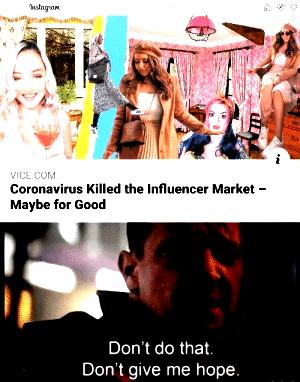 Instagram
i
VICE.COM
Coronavirus Killed the Influencer Market –
Maybe for Good
Don't do that.
Don't give me hope.